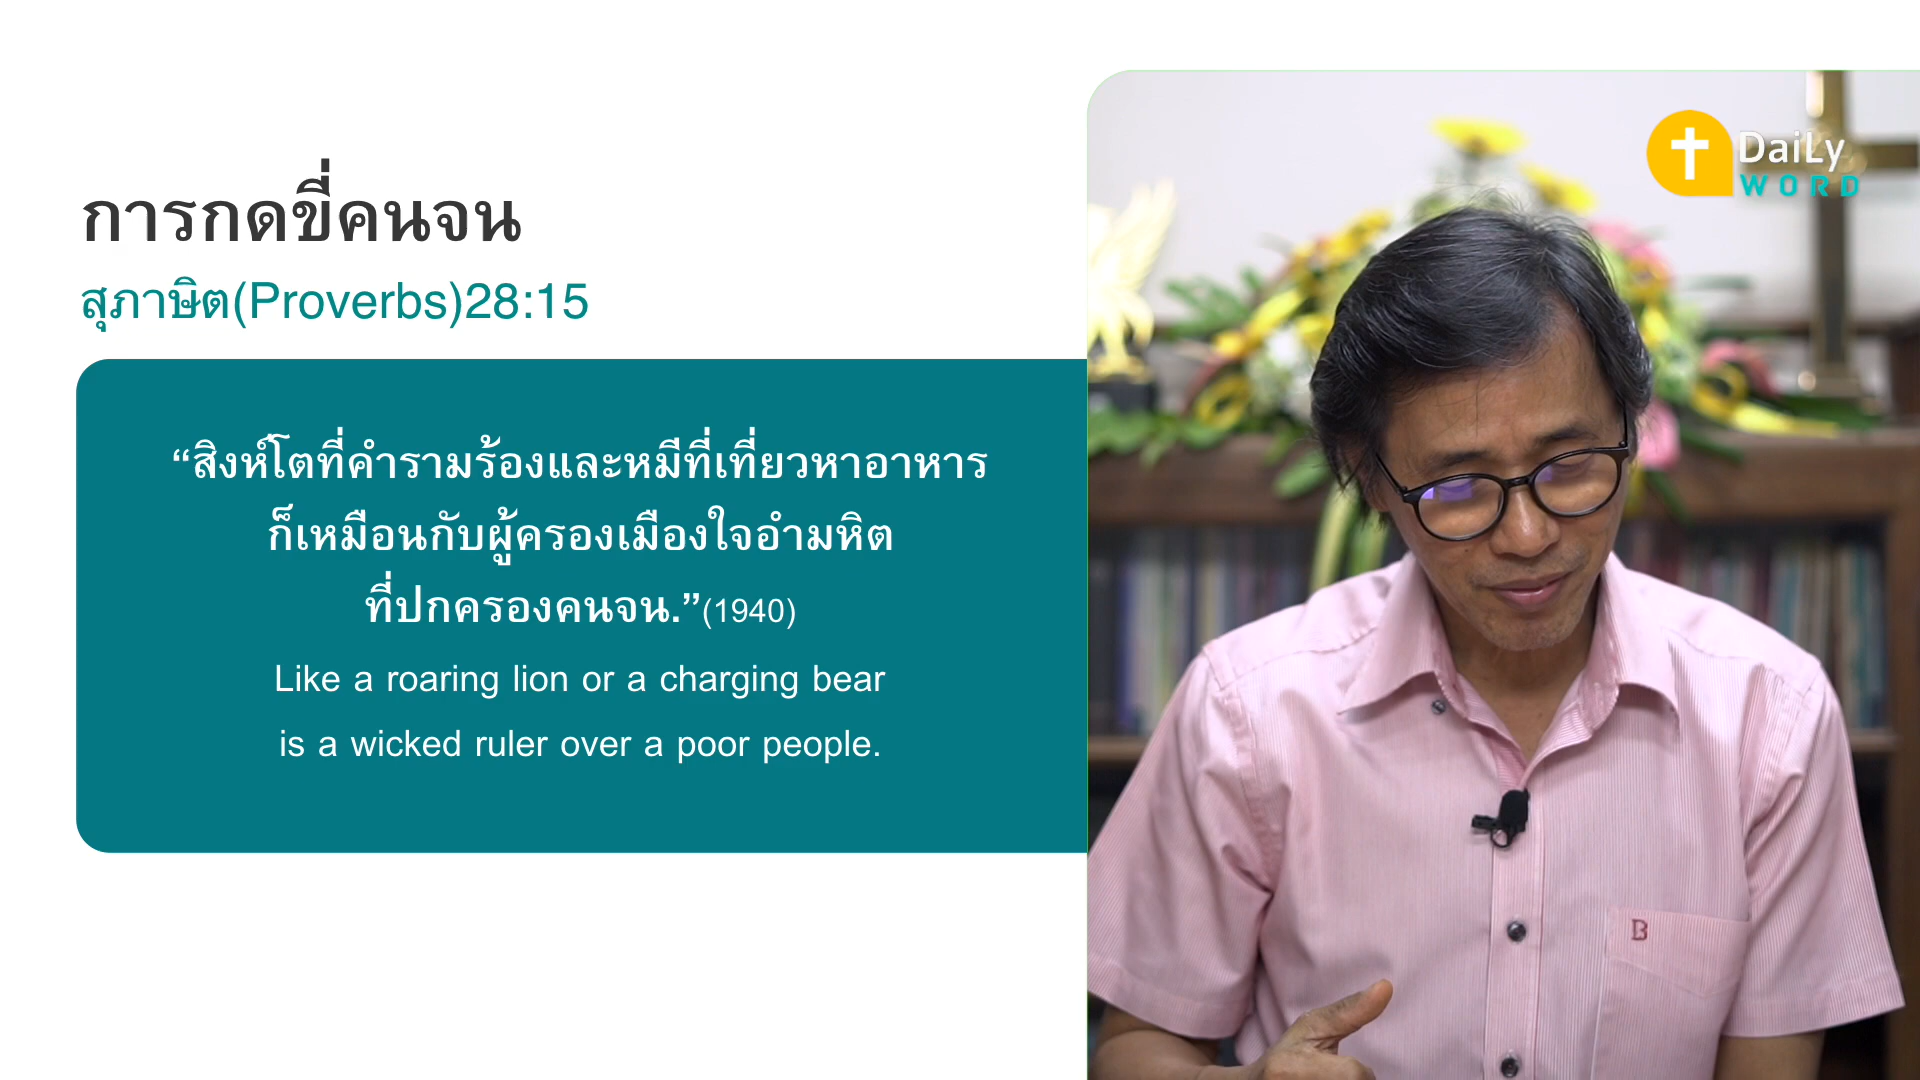 การกดขี่คนจน
สุภาษิต(Proverbs)28:15
“สิงห์โตที่คำรามร้องและหมีที่เที่ยวหาอาหาร
ก็เหมือนกับผู้ครองเมืองใจอำมหิต
ที่ปกครองคนจน.”(1940)
Like a roaring lion or a charging bear
is a wicked ruler over a poor people.
DaiLy
WORD
B